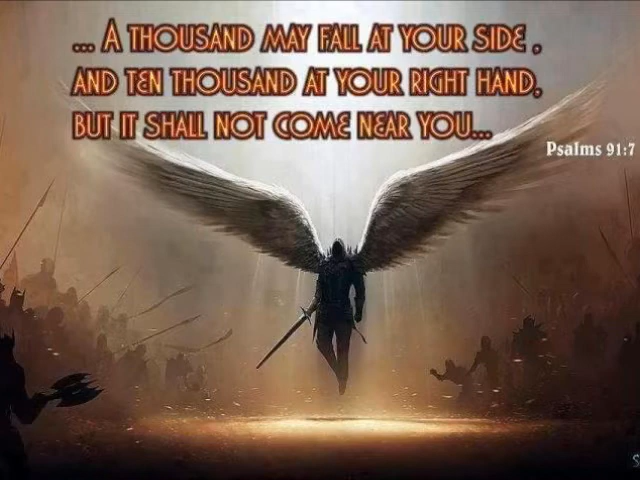 ... A THOUSAND MAY FALL AT YOUR SIDE ,
AND TEN THOUSAND AT YOUR RIGHT HAND,
BUT IT SHALL NOT COME NEAR YOU...
Psalms 91:7